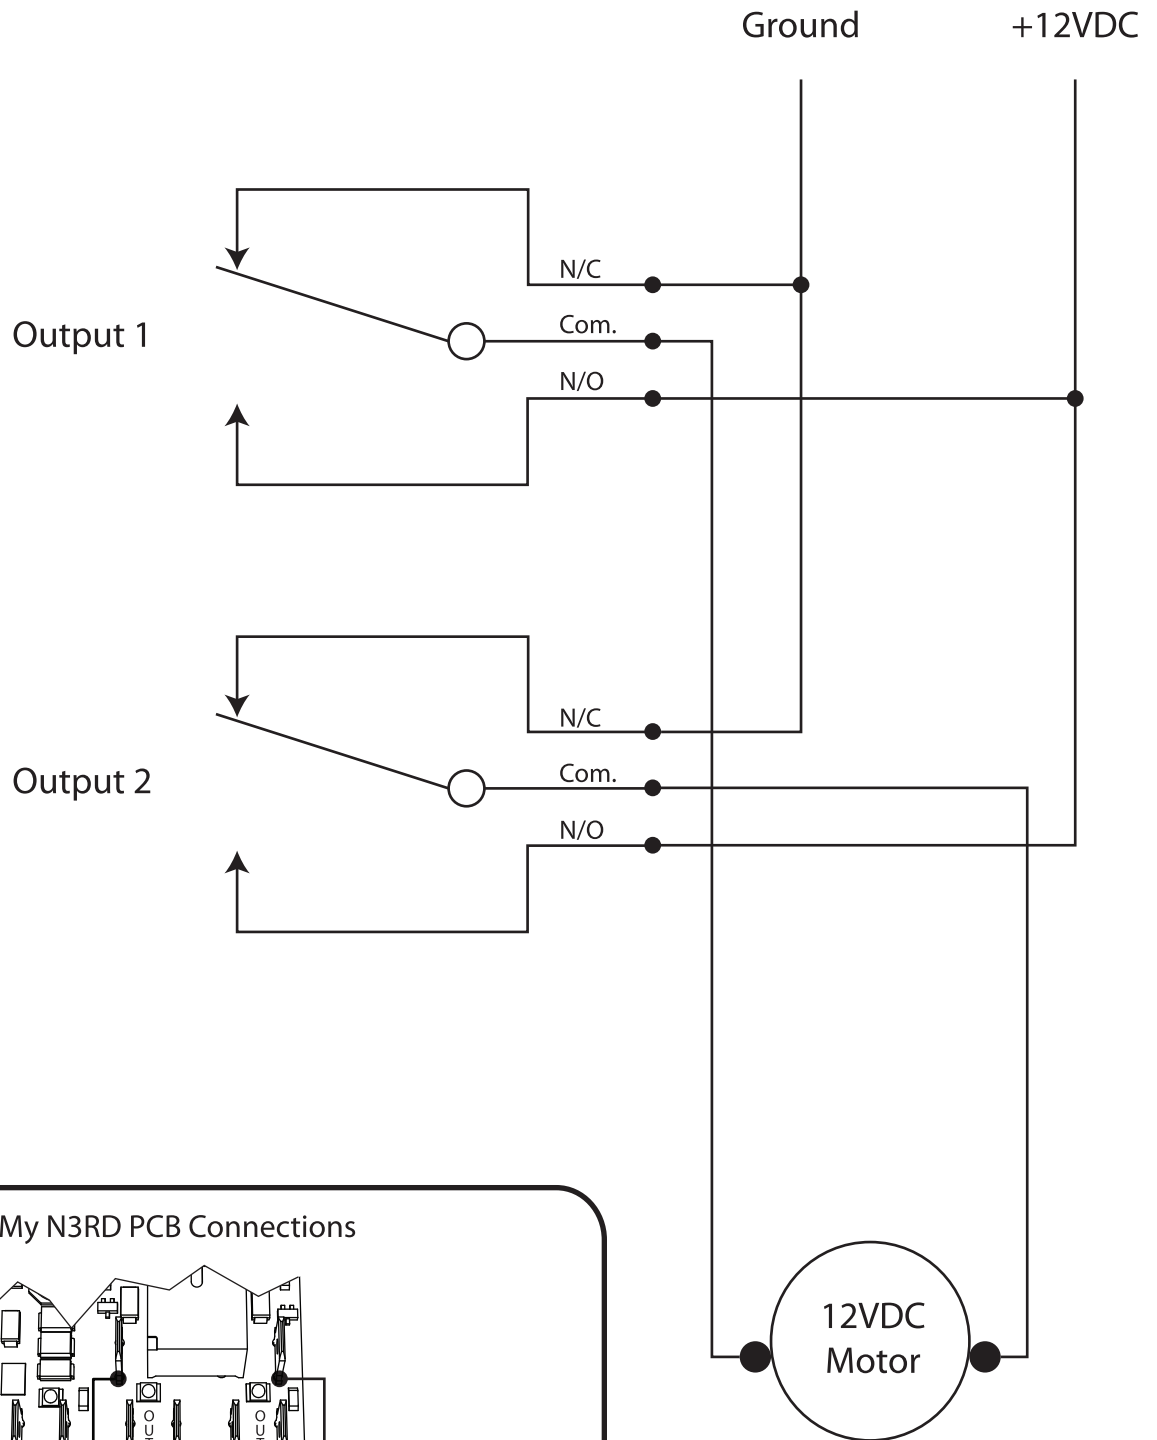 Ground +12VDC
N/C
Output 1
Com.
N/O
N/C
Output 2
Com.
N/O
My N3RD PCB Connections
12VDC
Motor
O O
U U